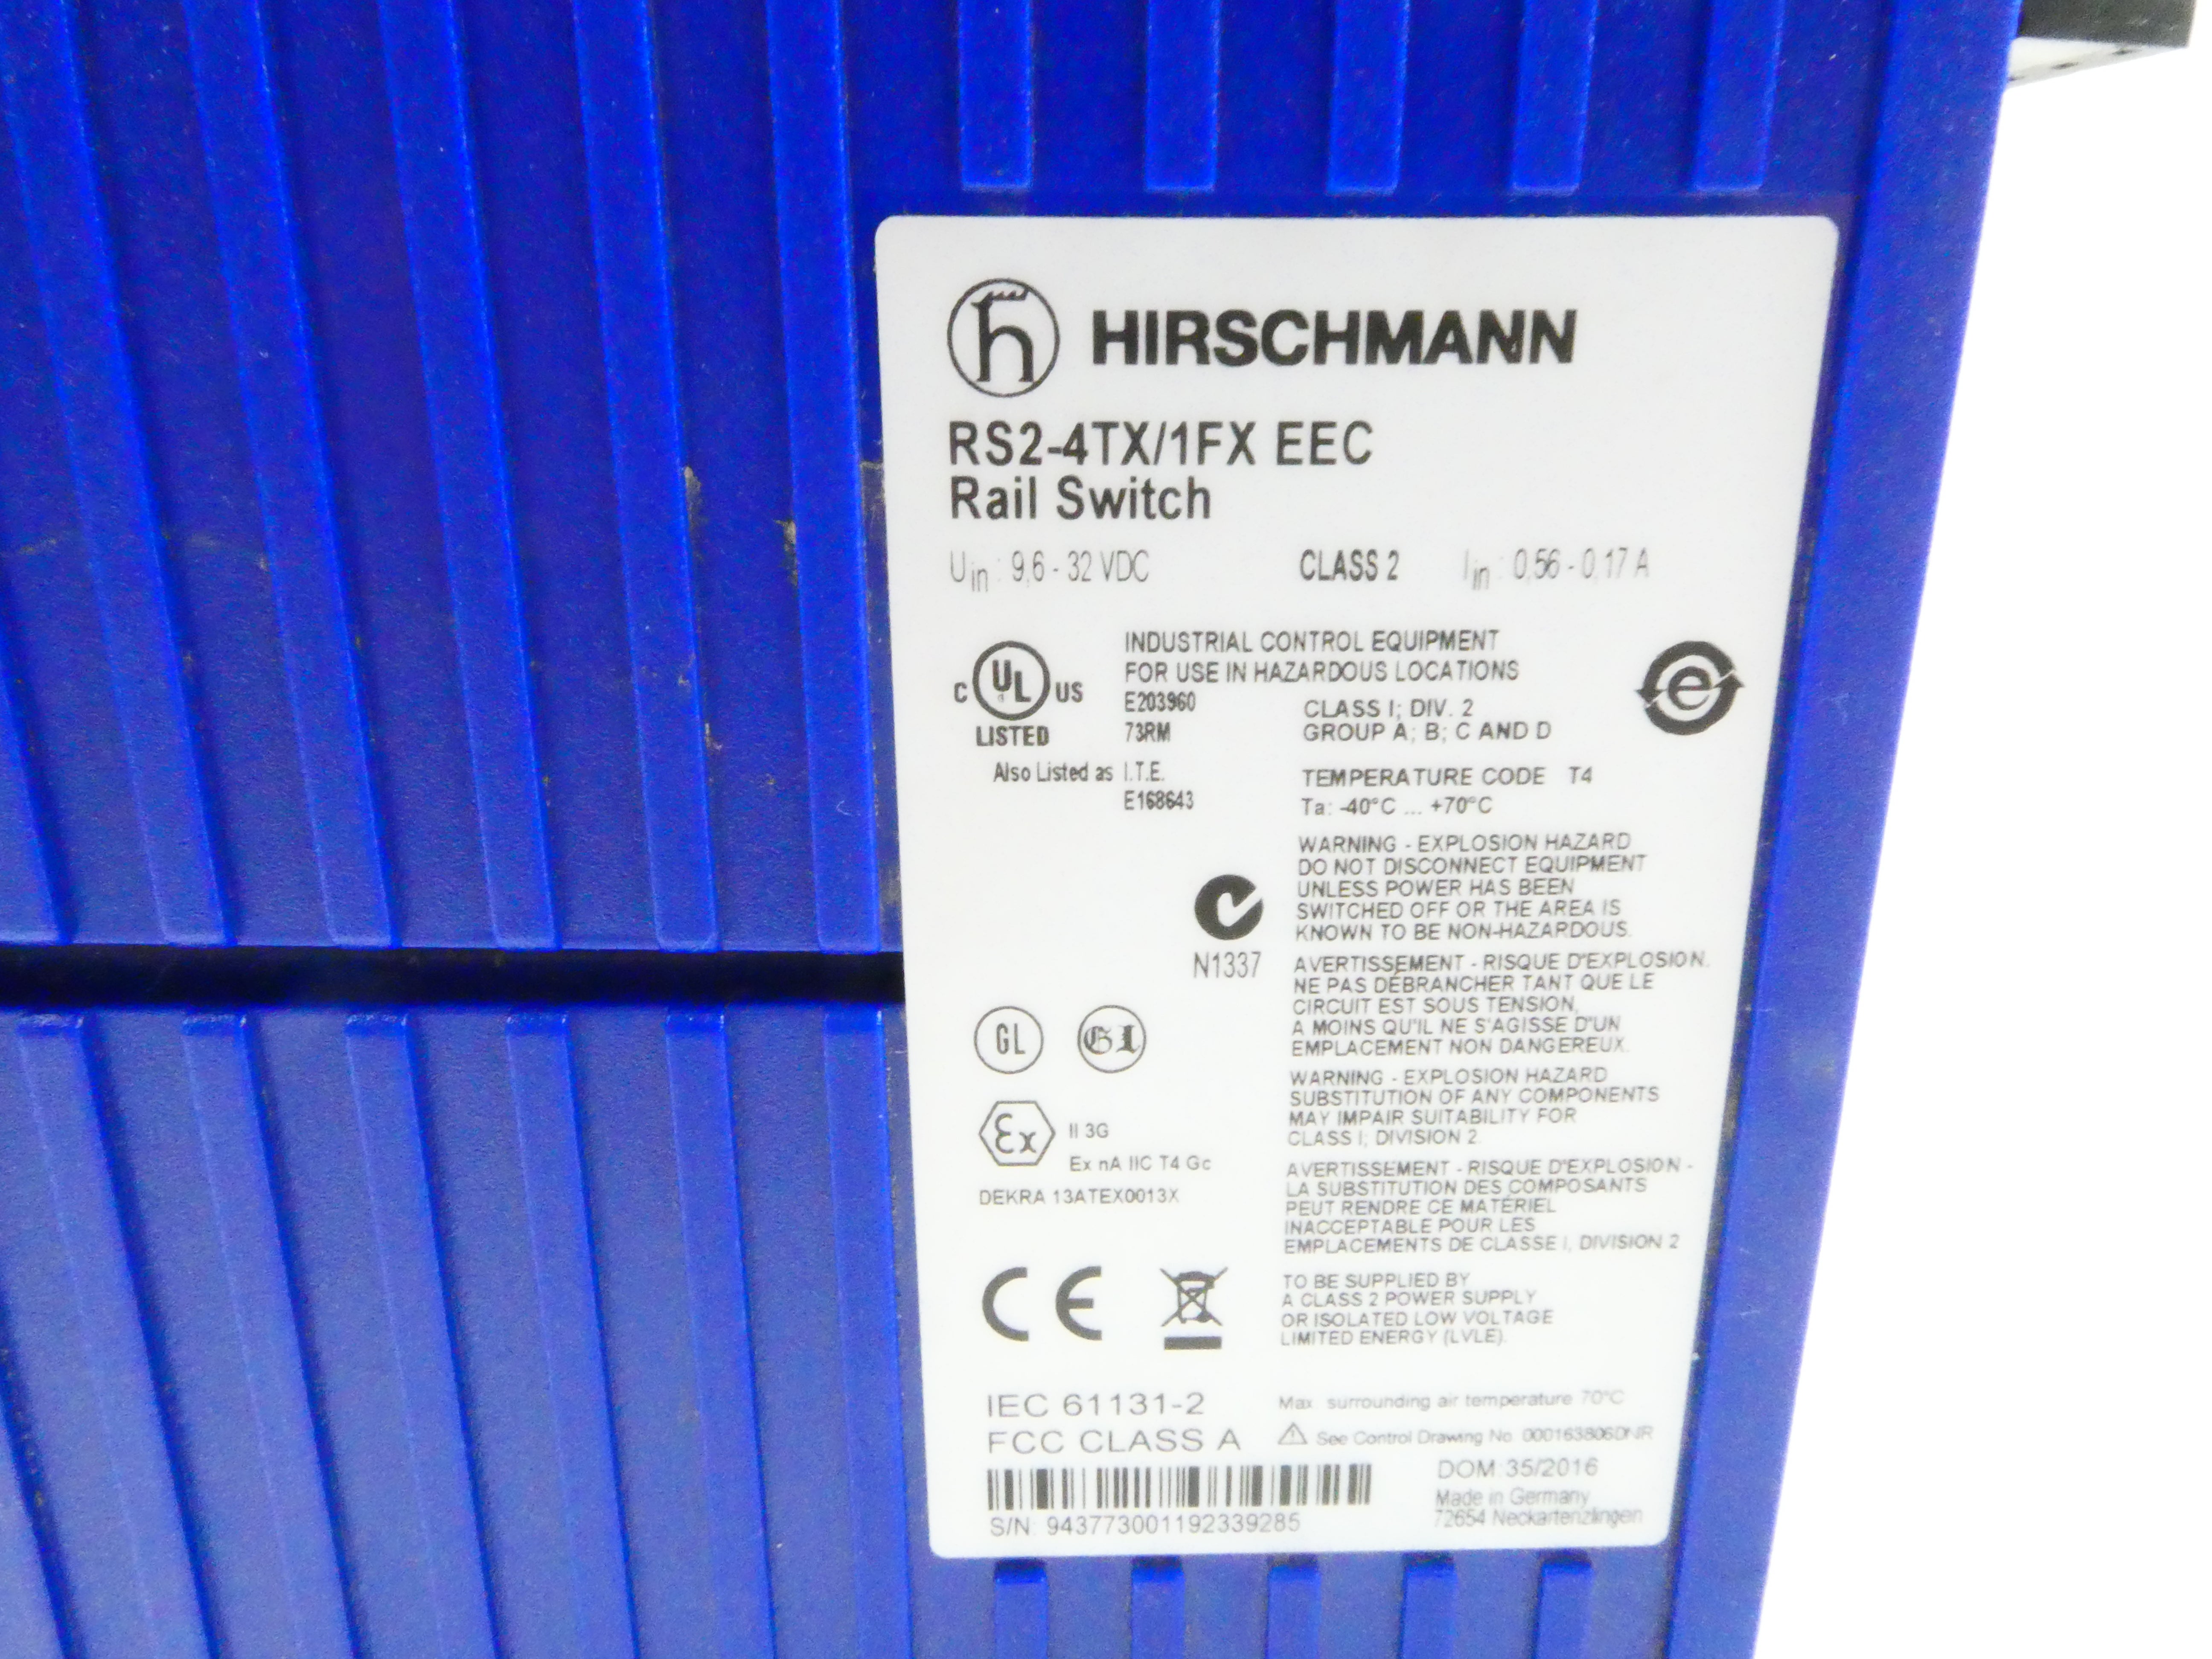 HIRSCHMANN
RS2-4TX/1FX EEC
Rail Switch
Uin : 9,6 - 32 VDC CLASS 2 Iin : 0,56 - 0,17 A
INDUSTRIAL CONTROL EQUIPMENT
FOR USE IN HAZARDOUS LOCATIONS
C UL US
LISTED
E203960
73RM
Also Listed as I.T.E.
E168643
CLASS I; DIV. 2
GROUP A; B; C AND D
TEMPERATURE CODE T4
Ta: -40°C ... +70°C
WARNING - EXPLOSION HAZARD
DO NOT DISCONNECT EQUIPMENT
UNLESS POWER HAS BEEN
SWITCHED OFF OR THE AREA IS
KNOWN TO BE NON-HAZARDOUS.
N1337
AVERTISSEMENT - RISQUE D'EXPLOSION.
NE PAS DÉBRANCHER TANT QUE LE
CIRCUIT EST SOUS TENSION,
A MOINS QU'IL NE S'AGISSE D'UN
EMPLACEMENT NON DANGEREUX.
GL GL
WARNING - EXPLOSION HAZARD
SUBSTITUTION OF ANY COMPONENTS
MAY IMPAIR SUITABILITY FOR
CLASS I; DIVISION 2.
Ex II 3G
Ex nA IIC T4 Gc
DEKRA 13ATEX0013X
AVERTISSEMENT - RISQUE D'EXPLOSION -
LA SUBSTITUTION DES COMPOSANTS
PEUT RENDRE CE MATÉRIEL
INACCEPTABLE POUR LES
EMPLACEMENTS DE CLASSE I, DIVISION 2
CE
TO BE SUPPLIED BY
A CLASS 2 POWER SUPPLY
OR ISOLATED LOW VOLTAGE
LIMITED ENERGY (LVLE).
IEC 61131-2
FCC CLASS A
Max. surrounding air temperature 70°C
See Control Drawing No.
DOM:35/2016
Made in Germany
72654 Neckartenzlingen
S/N: 943773001192339285